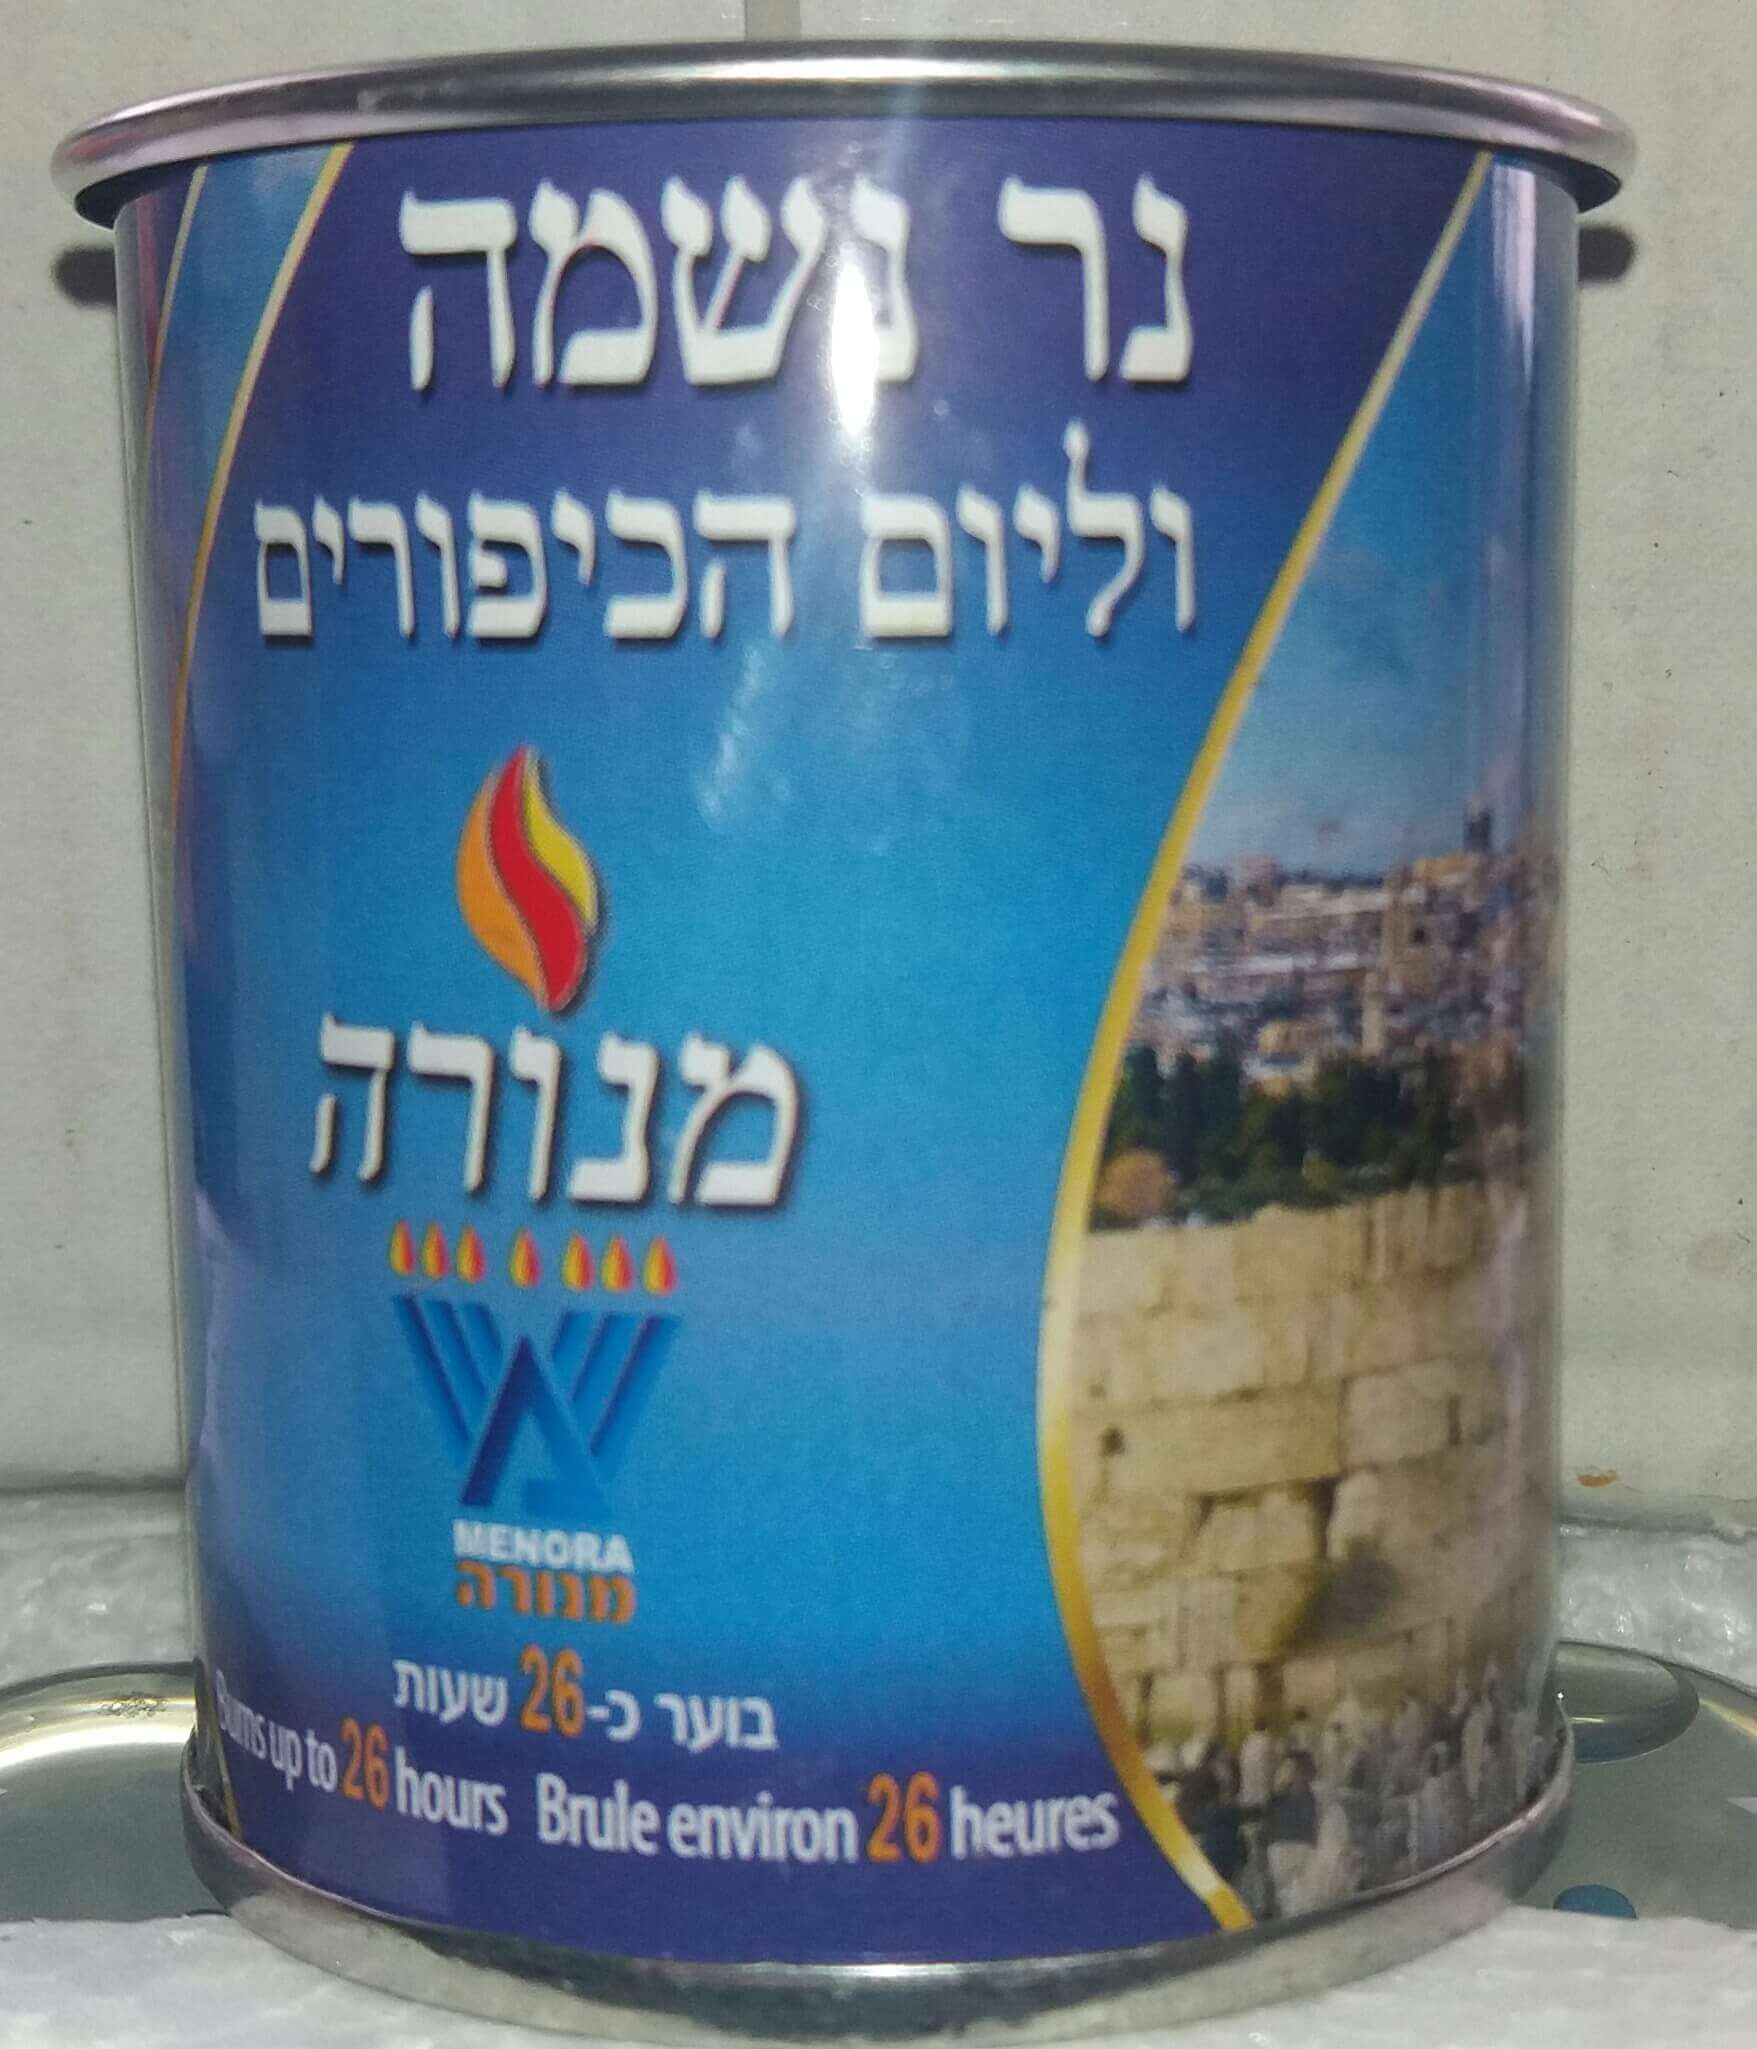 נר נשמה
וליום הכיפורים
מנורה
MENORA
מנורה
בוער כ-26 שעות
Burns up to 26 hours Brule environ 26 heures